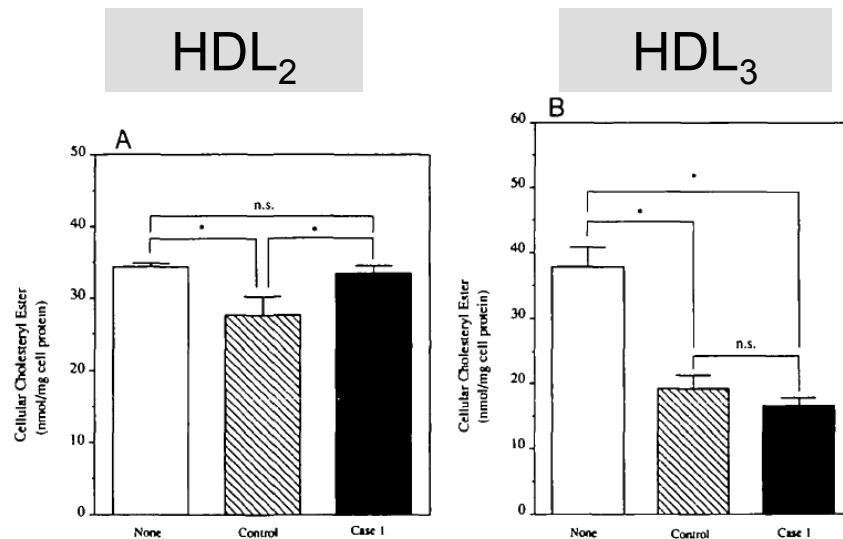 HDL₂
HDL₃
A
50
40
30
20
10
0
Cellular Cholesteryl Ester
(nmol/mg cell protein)
n.s.
*
*
None
Control
Case 1
B
60
50
40
30
20
10
0
Cellular Cholesteryl Ester
(nmol/mg cell protein)
*
*
n.s.
None
Control
Case 1